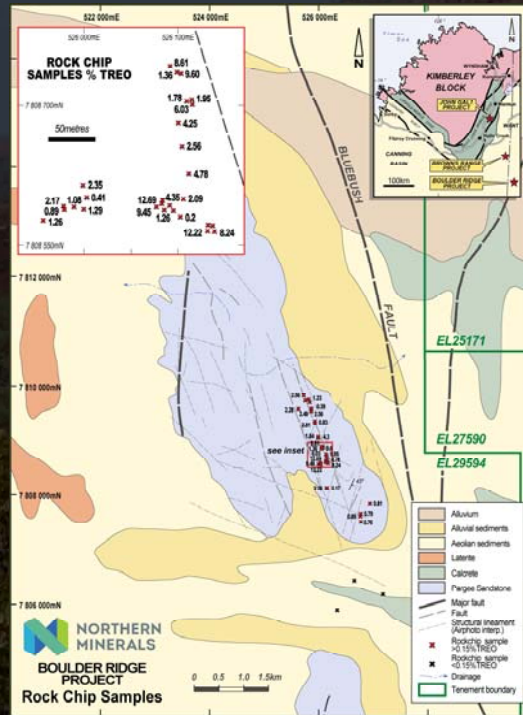 522 000mE
524 000mE
526 000mE
ROCK CHIP
SAMPLES % TREO
526 000mE
526 100mE
8.61
1.36
9.60
7 808 700mN
1.78
1.95
6.03
4.25
50metres
2.56
4.78
2.35
2.17
1.08
0.41
12.69
4.36
2.09
0.89
1.29
9.45
1.26
0.2
1.26
12.22
8.24
7 808 550mN
N
N
KIMBERLEY
BLOCK
JOHN GALT
PROJECT
CANNING
BROWNS RANGE
PROJECT
BOULDER RIDGE
PROJECT
100km
BLUEBUSH
FAULT
7 812 000mN
EL25171
7 810 000mN
EL27590
EL29594
see inset
7 808 000mN
7 806 000mN
Alluvium
Alluvial sediments
Aeolian sediments
Laterite
Calcrete
Pargee Sandstone
Major fault
Fault
Structural lineament
(Airphoto interp.)
Rockchip sample
>0.15%TREO
Rockchip sample
<0.15%TREO
Drainage
Tenement boundary
NORTHERN
MINERALS
BOULDER RIDGE
PROJECT
Rock Chip Samples
0 0.5 1.0 1.5km